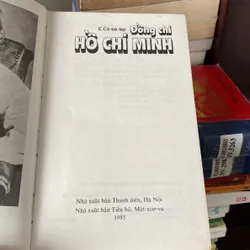 E. Cô-bê-lép
Đồng chí
HỒ CHÍ MINH
Nhà xuất bản Thanh niên, Hà Nội
Nhà xuất bản Tiến bộ, Mát-xcơ-va
1985